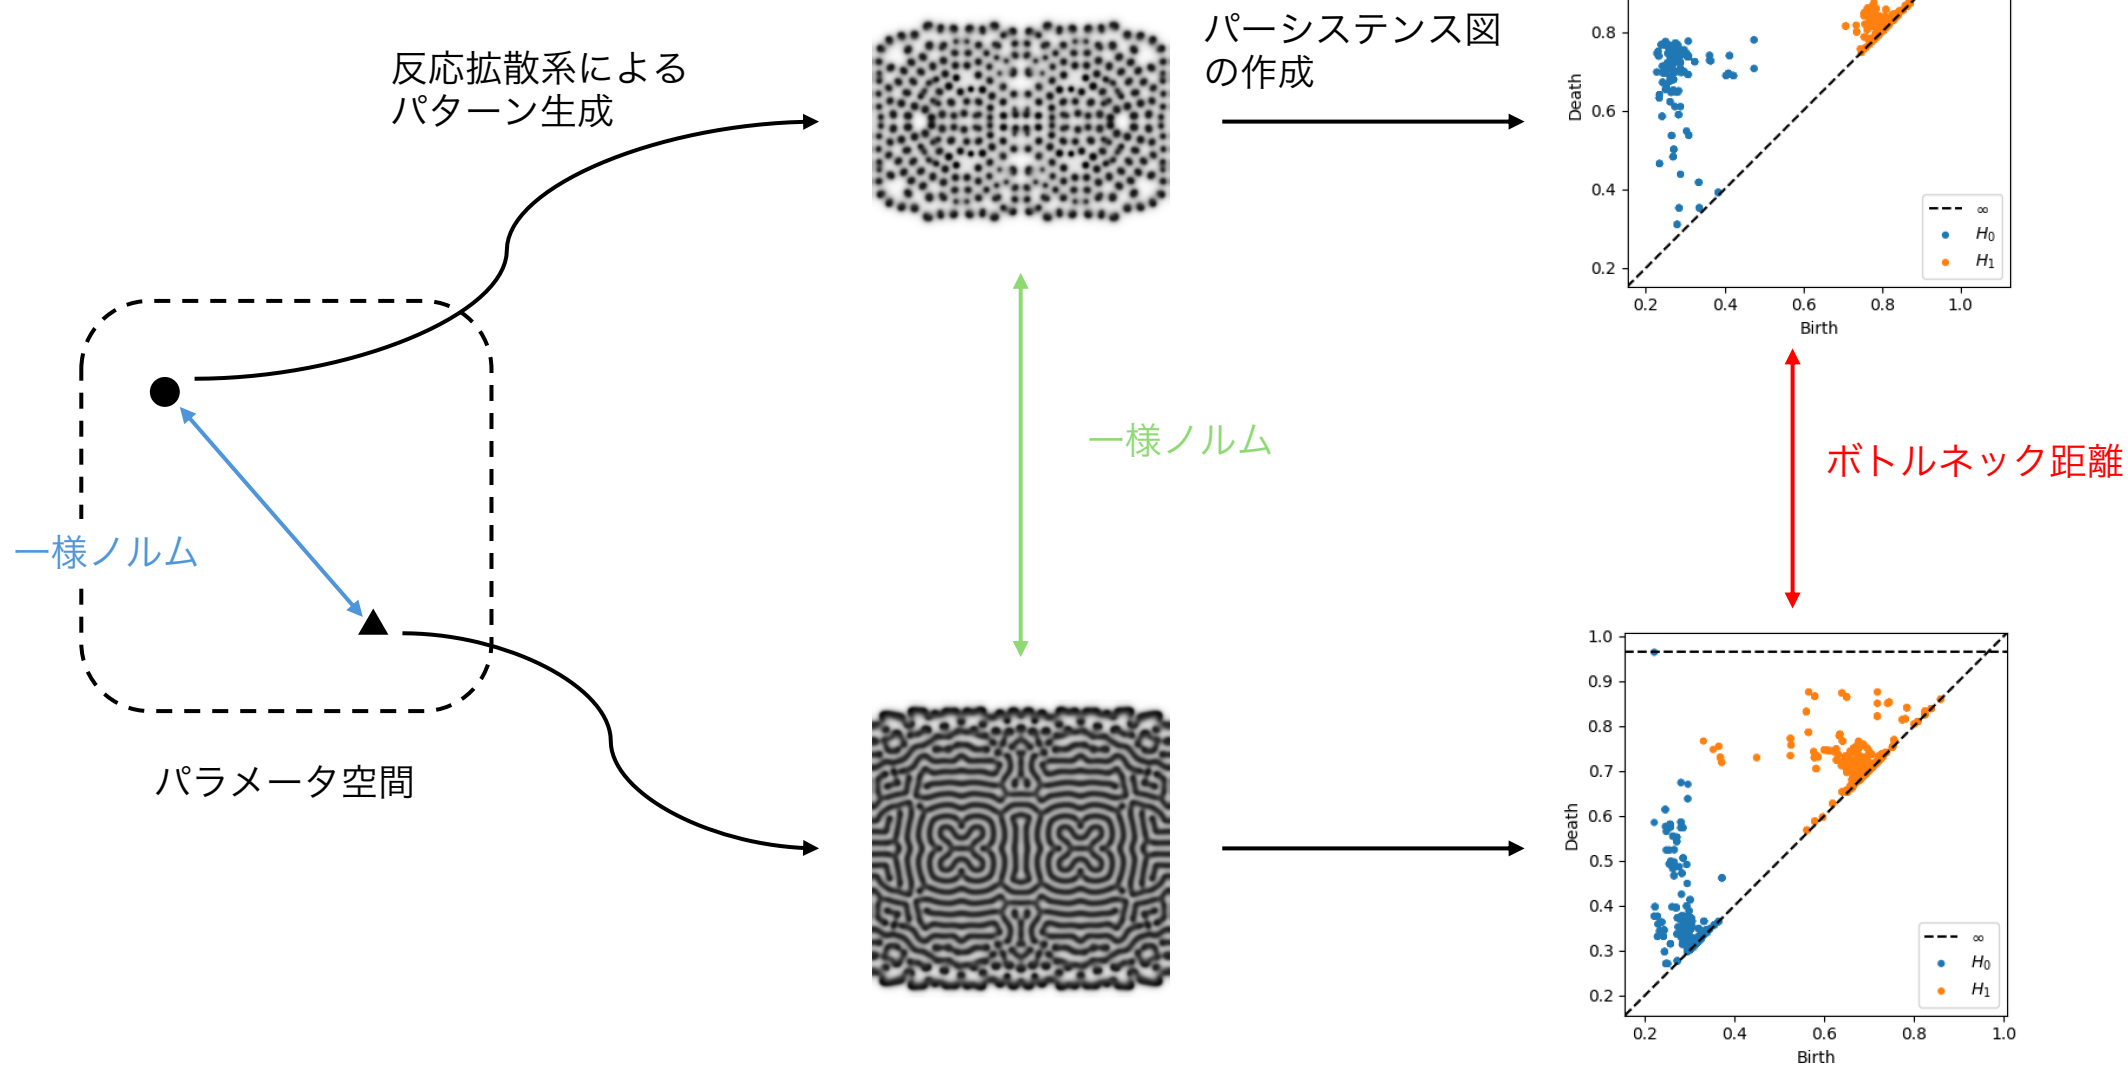 反応拡散系による
パターン生成
パーシステンス図
の作成
0.8
0.6
0.4
0.2
Death
0.2 0.4 0.6 0.8 1.0
Birth
∞
H₀
H₁
一様ノルム
一様ノルム
ボトルネック距離
パラメータ空間
1.0
0.9
0.8
0.7
0.6
0.5
0.4
0.3
0.2
Death
0.2 0.4 0.6 0.8 1.0
Birth
∞
H₀
H₁